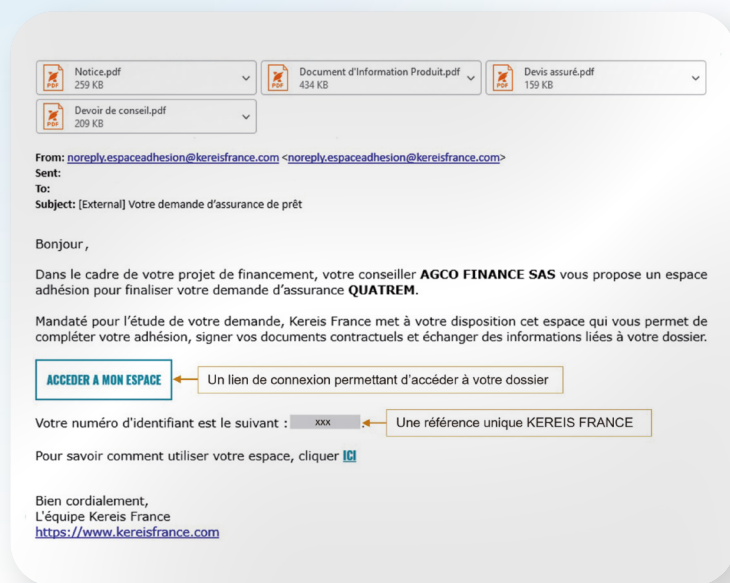 Notice.pdf
259 KB
Document d'Information Produit.pdf
434 KB
Devis assuré.pdf
159 KB
Devoir de conseil.pdf
209 KB
From: noreply.espaceadhesion@kereisfrance.com <noreply.espaceadhesion@kereisfrance.com>
Sent:
To:
Subject: [External] Votre demande d'assurance de prêt
Bonjour,
Dans le cadre de votre projet de financement, votre conseiller AGCO FINANCE SAS vous propose un espace
adhésion pour finaliser votre demande d'assurance QUATREM.
Mandaté pour l'étude de votre demande, Kereis France met à votre disposition cet espace qui vous permet de
compléter votre adhésion, signer vos documents contractuels et échanger des informations liées à votre dossier.
ACCEDER A MON ESPACE
Un lien de connexion permettant d'accéder à votre dossier
Votre numéro d'identifiant est le suivant : xxx .
Une référence unique KEREIS FRANCE
Pour savoir comment utiliser votre espace, cliquer ICI
Bien cordialement,
L'équipe Kereis France
https://www.kereisfrance.com